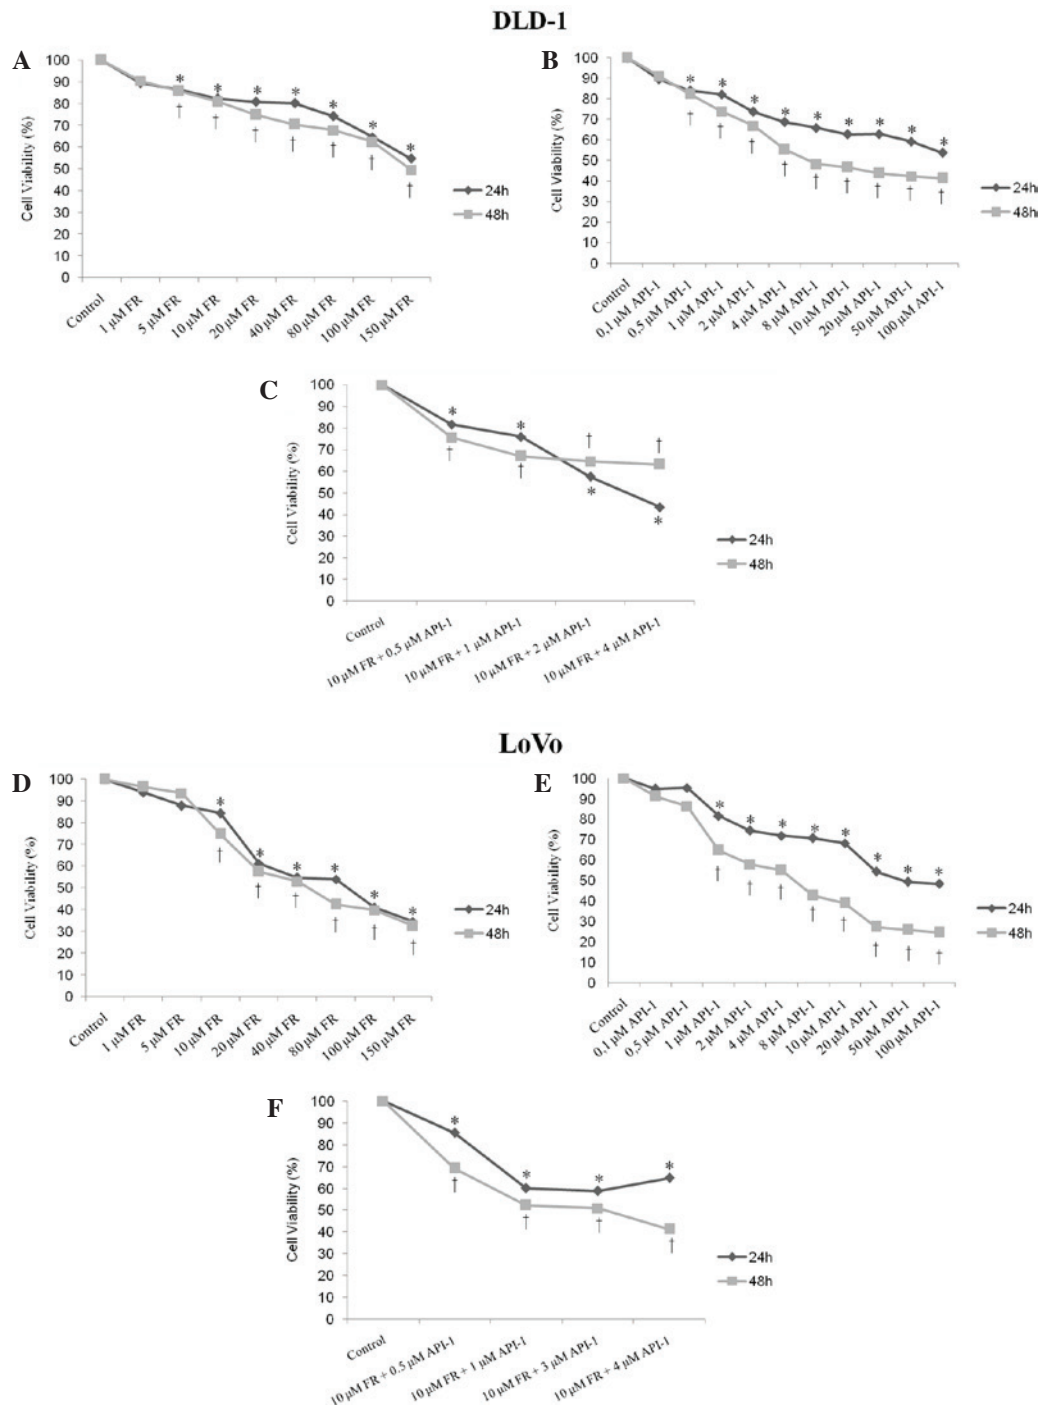 DLD-1
A
Cell Viability (%)
100
90
80
70
60
50
40
30
20
10
0
* * * * * * *
† † † † † † †
24h
48h
Control
1 µM FR
5 µM FR
10 µM FR
20 µM FR
40 µM FR
80 µM FR
100 µM FR
150 µM FR
B
Cell Viability (%)
100
90
80
70
60
50
40
30
20
10
0
* * * * * * * * *
† † † † † † † † †
24h
48h
Control
0,1 µM API-1
0,5 µM API-1
1 µM API-1
2 µM API-1
4 µM API-1
8 µM API-1
10 µM API-1
20 µM API-1
50 µM API-1
100 µM API-1
C
Cell Viability (%)
100
90
80
70
60
50
40
30
20
10
0
* * * *
† † † †
24h
48h
Control
10 µM FR + 0,5 µM API-1
10 µM FR + 1 µM API-1
10 µM FR + 2 µM API-1
10 µM FR + 4 µM API-1
LoVo
D
Cell Viability (%)
100
90
80
70
60
50
40
30
20
10
0
* * * * * *
† † † † † †
24h
48h
Control
1 µM FR
5 µM FR
10 µM FR
20 µM FR
40 µM FR
80 µM FR
100 µM FR
150 µM FR
E
Cell Viability (%)
100
90
80
70
60
50
40
30
20
10
0
* * * * * * * *
† † † † † † † †
24h
48h
Control
0,1 µM API-1
0,5 µM API-1
1 µM API-1
2 µM API-1
4 µM API-1
8 µM API-1
10 µM API-1
20 µM API-1
50 µM API-1
100 µM API-1
F
Cell Viability (%)
100
90
80
70
60
50
40
30
20
10
0
* * * *
† † † †
24h
48h
Control
10 µM FR + 0.5 µM API-1
10 µM FR + 1 µM API-1
10 µM FR + 3 µM API-1
10 µM FR + 4 µM API-1